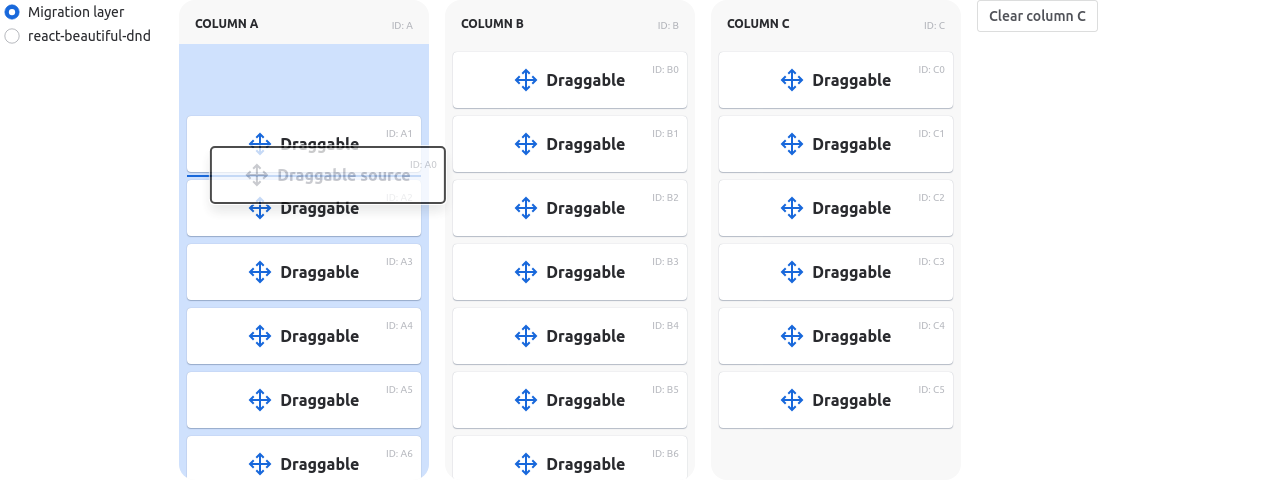 Migration layer
react-beautiful-dnd
COLUMN A
ID: A
ID: A1
Draggable
ID: A0
Draggable source
ID: A2
Draggable
ID: A3
Draggable
ID: A4
Draggable
ID: A5
Draggable
ID: A6
Draggable
COLUMN B
ID: B
ID: B0
Draggable
ID: B1
Draggable
ID: B2
Draggable
ID: B3
Draggable
ID: B4
Draggable
ID: B5
Draggable
ID: B6
Draggable
COLUMN C
ID: C
ID: C0
Draggable
ID: C1
Draggable
ID: C2
Draggable
ID: C3
Draggable
ID: C4
Draggable
ID: C5
Draggable
Clear column C